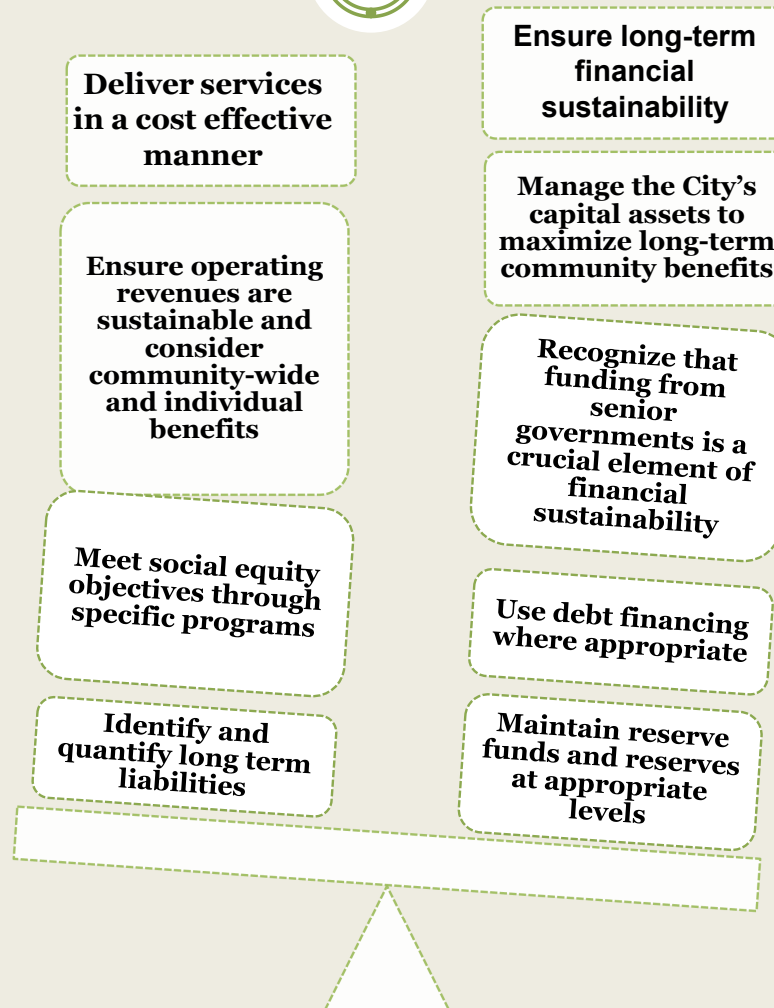 Deliver services
in a cost effective
manner
Ensure operating
revenues are
sustainable and
consider
community-wide
and individual
benefits
Meet social equity
objectives through
specific programs
Identify and
quantify long term
liabilities
Ensure long-term
financial
sustainability
Manage the City’s
capital assets to
maximize long-term
community benefits
Recognize that
funding from
senior
governments is a
crucial element of
financial
sustainability
Use debt financing
where appropriate
Maintain reserve
funds and reserves
at appropriate
levels